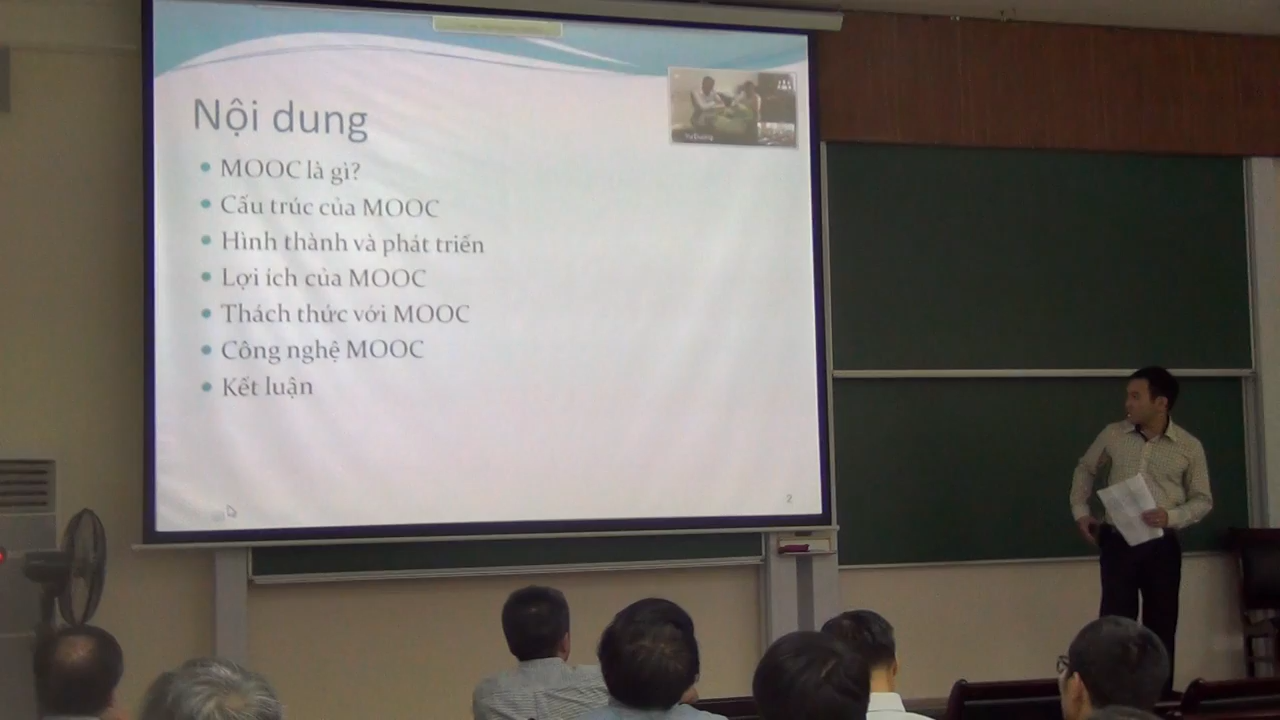 Nội dung
MOOC là gì?
Cấu trúc của MOOC
Hình thành và phát triển
Lợi ích của MOOC
Thách thức với MOOC
Công nghệ MOOC
Kết luận
2